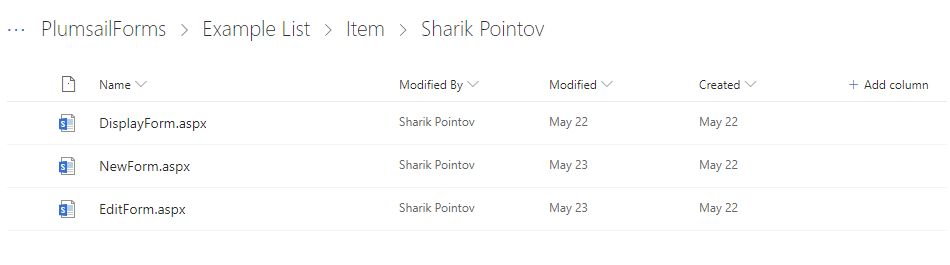 ··· PlumsailForms > Example List > Item > Sharik Pointov
Name Modified By Modified Created + Add column
DisplayForm.aspx Sharik Pointov May 22 May 22
NewForm.aspx Sharik Pointov May 23 May 22
EditForm.aspx Sharik Pointov May 23 May 22